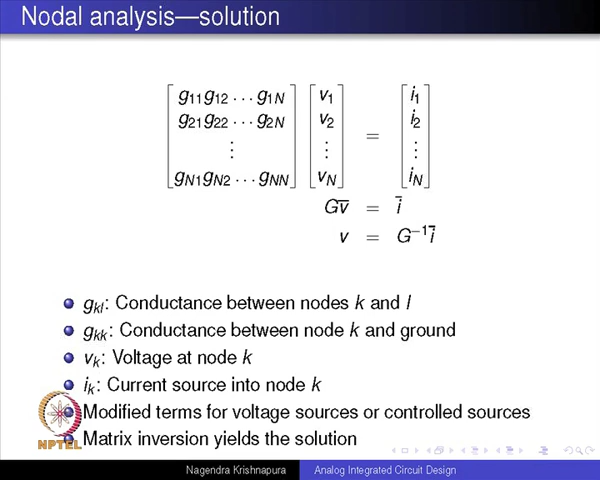 Nodal analysis—solution
g11g12 ... g1N v1 i1
g21g22 ... g2N v2 i2
⋮ ⋮ = ⋮
gN1gN2 ... gNN vN iN
Gv̅ = i̅
v = G⁻¹i̅
gkl: Conductance between nodes k and l
gkk: Conductance between node k and ground
vk: Voltage at node k
ik: Current source into node k
Modified terms for voltage sources or controlled sources
Matrix inversion yields the solution
NPTEL
Nagendra Krishnapura Analog Integrated Circuit Design